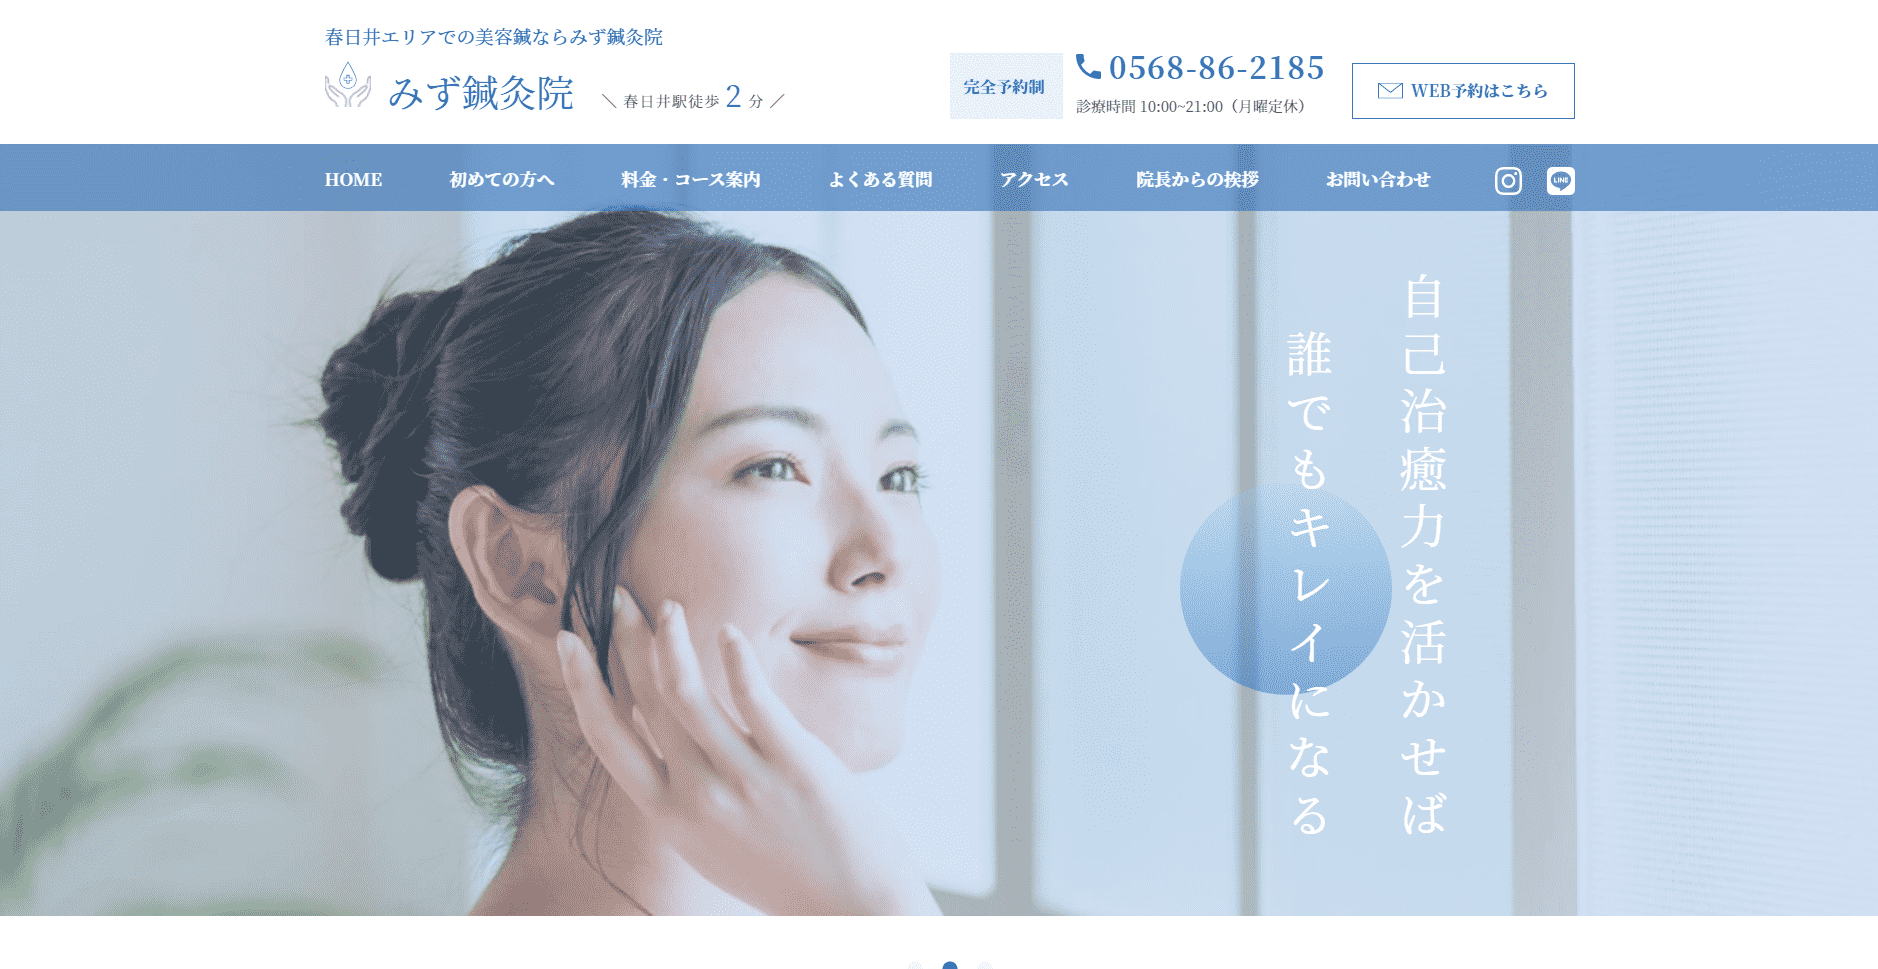 春日井エリアでの美容鍼ならみず鍼灸院
みず鍼灸院
＼ 春日井駅徒歩 2 分 ／
完全予約制
0568-86-2185
診療時間 10:00~21:00（月曜定休）
WEB予約はこちら
HOME 初めての方へ 料金・コース案内 よくある質問 アクセス 院長からの挨拶 お問い合わせ
LINE
自己治癒力を活かせば
誰でもキレイになる